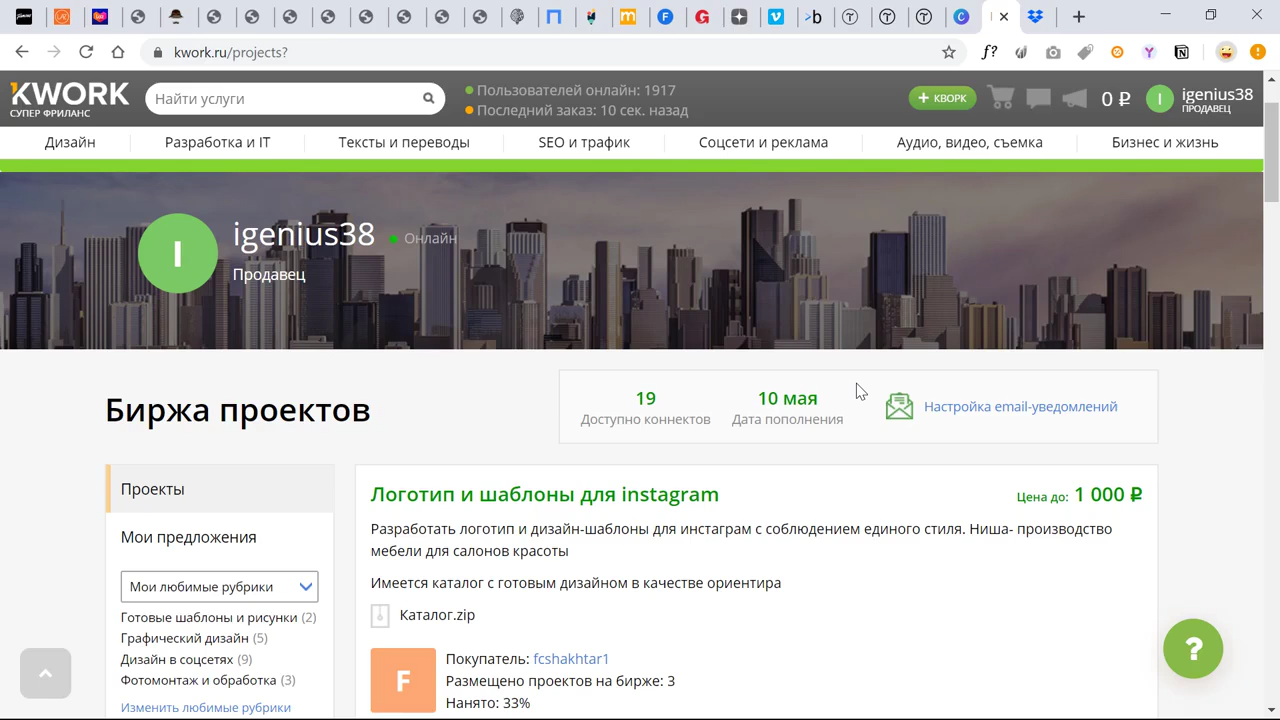 kwork.ru/projects?
KWORK
СУПЕР ФРИЛАНС
Найти услуги
Пользователей онлайн: 1917
Последний заказ: 10 сек. назад
+ КВОРК
0 ₽
I
igenius38
ПРОДАВЕЦ
Дизайн
Разработка и IT
Тексты и переводы
SEO и трафик
Соцсети и реклама
Аудио, видео, съемка
Бизнес и жизнь
I
igenius38
Онлайн
Продавец
Биржа проектов
19
Доступно коннектов
10 мая
Дата пополнения
Настройка email-уведомлений
Проекты
Мои предложения
Мои любимые рубрики
Готовые шаблоны и рисунки (2)
Графический дизайн (5)
Дизайн в соцсетях (9)
Фотомонтаж и обработка (3)
Изменить любимые рубрики
Логотип и шаблоны для instagram
Цена до: 1 000 ₽
Разработать логотип и дизайн-шаблоны для инстаграм с соблюдением единого стиля. Ниша- производство
мебели для салонов красоты
Имеется каталог с готовым дизайном в качестве ориентира
Каталог.zip
F
Покупатель: fcshakhtar1
Размещено проектов на бирже: 3
Нанято: 33%
?